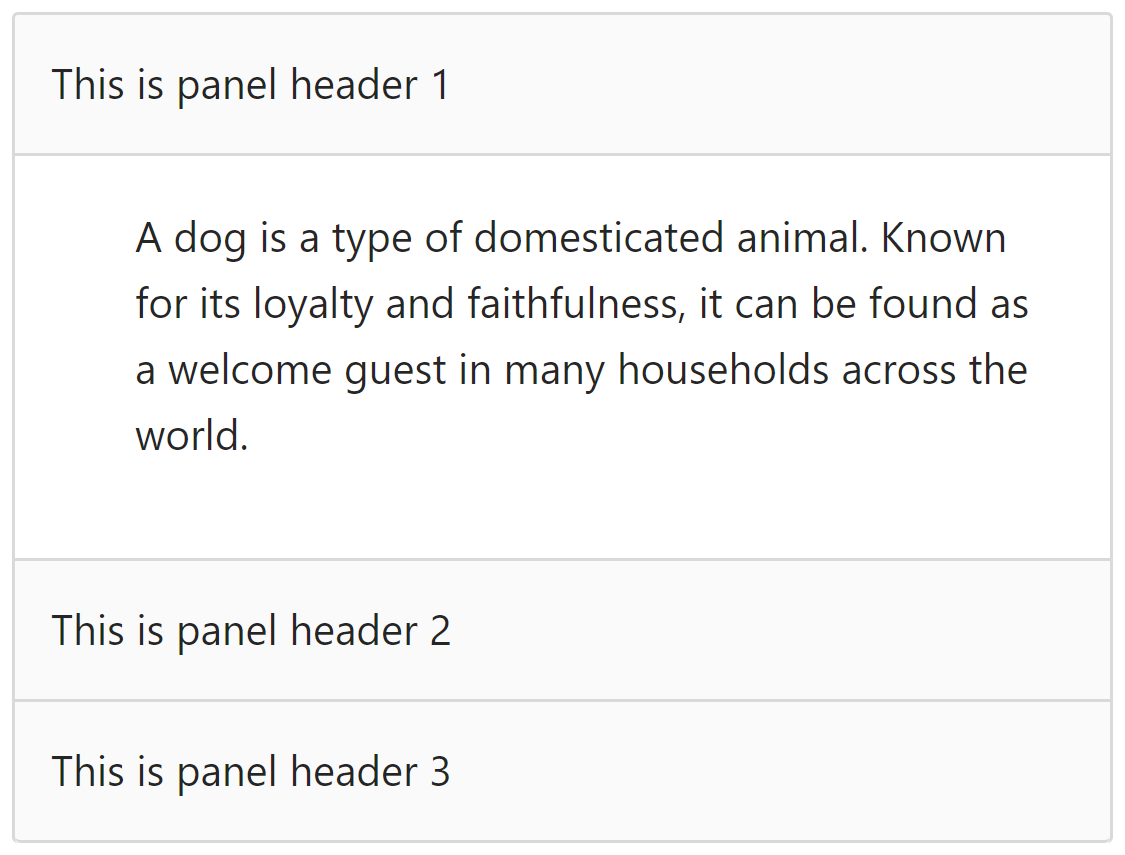 This is panel header 1
A dog is a type of domesticated animal. Known
for its loyalty and faithfulness, it can be found as
a welcome guest in many households across the
world.
This is panel header 2
This is panel header 3